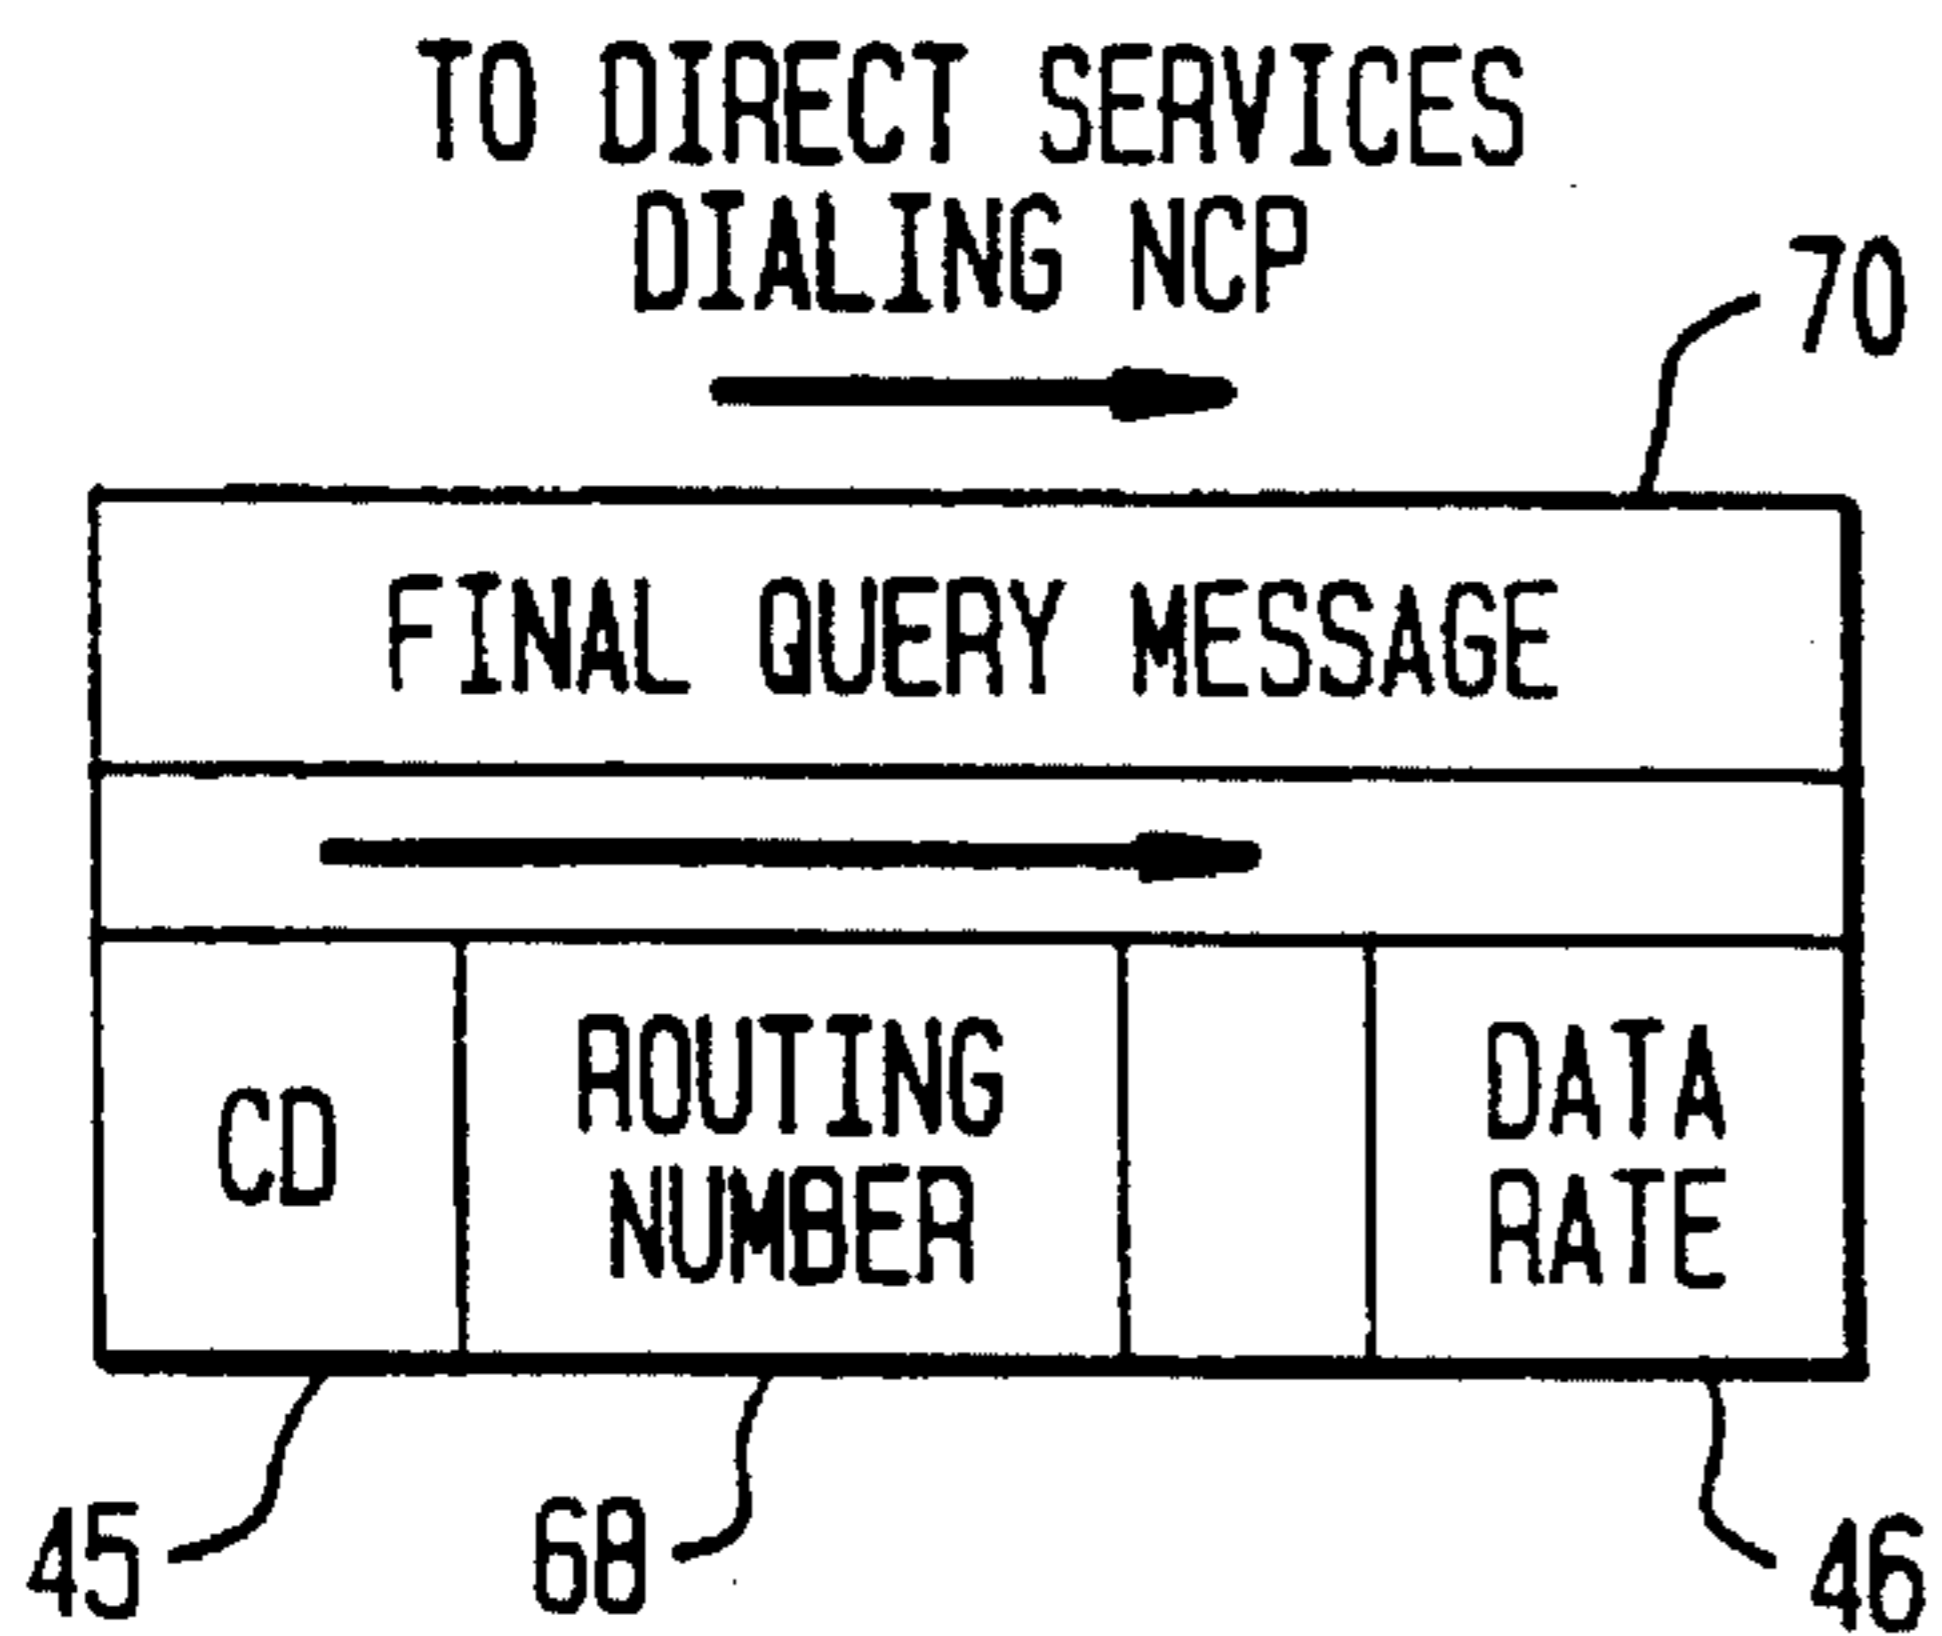 TO DIRECT SERVICES
DIALING NCP
70
FINAL QUERY MESSAGE
CD
ROUTING
NUMBER
DATA
RATE
45
68
46